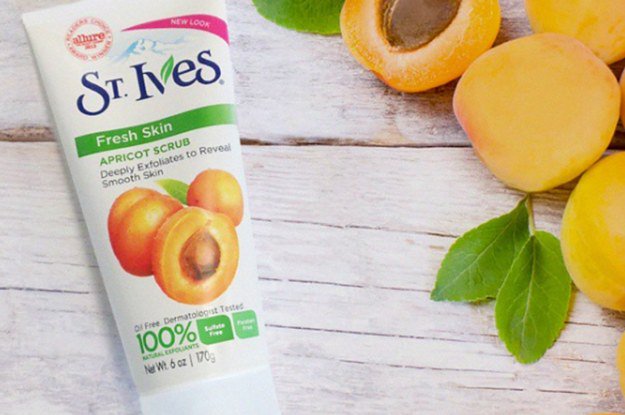 NEW LOOK
allure
ST. IVES
Fresh Skin
APRICOT SCRUB
Deeply Exfoliates to Reveal
Smooth Skin
Oil Free Dermatologist Tested
100%
NATURAL EXFOLIANTS
Sulfate
Free
Paraben
Free
Net Wt. 6 oz | 170g